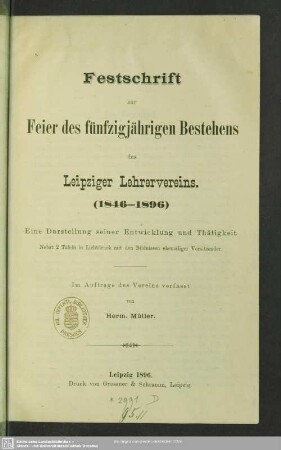 Festschrift
zur
Feier des fünfzigjährigen Bestehens
des
Leipziger Lehrervereins.
(1846–1896)
Eine Darstellung seiner Entwicklung und Thätigkeit.
Nebst 2 Tafeln in Lichtdruck mit den Bildnissen ehemaliger Vorsitzender.
Im Auftrage des Vereins verfasst
von
Herm. Müller.
Leipzig 1896.
Druck von Gressner & Schramm, Leipzig.